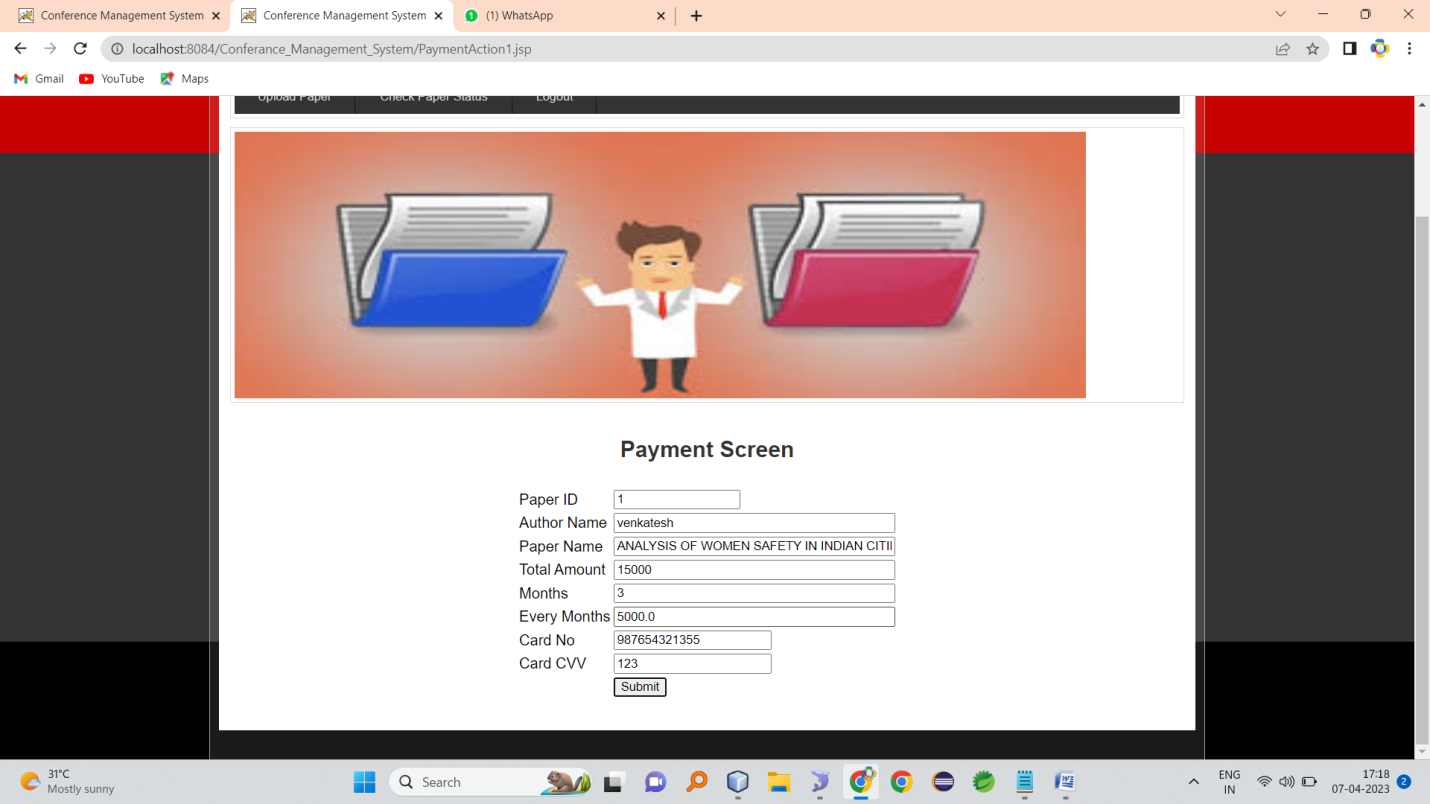 Conference Management System
Conference Management System
1 (1) WhatsApp
localhost:8084/Conferance_Management_System/PaymentAction1.jsp
Gmail YouTube Maps
Upload Paper Check Paper Status Logout
Payment Screen
Paper ID 1
Author Name venkatesh
Paper Name ANALYSIS OF WOMEN SAFETY IN INDIAN CITII
Total Amount 15000
Months 3
Every Months 5000.0
Card No 987654321355
Card CVV 123
Submit
31°C
Mostly sunny
Search
ENG
IN
17:18
07-04-2023
2